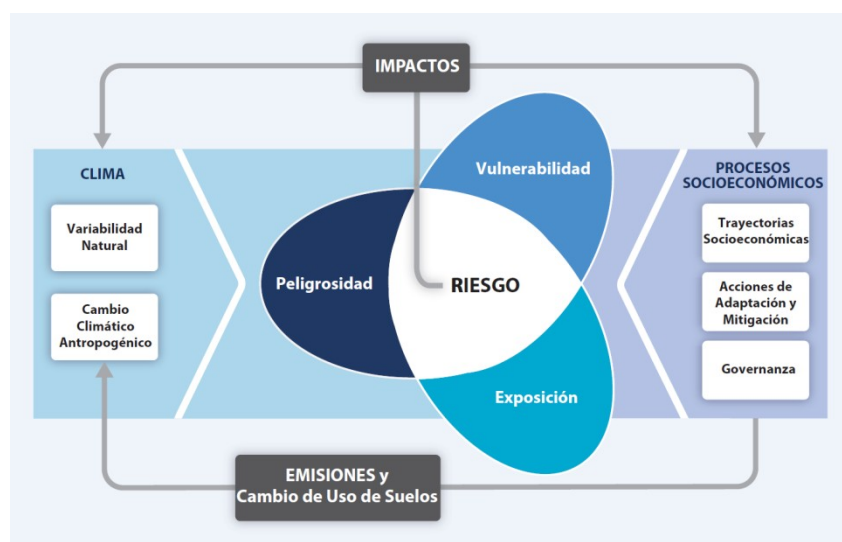 IMPACTOS
CLIMA
Variabilidad
Natural
Cambio
Climático
Antropogénico
Peligrosidad
Vulnerabilidad
RIESGO
Exposición
PROCESOS
SOCIOECONÓMICOS
Trayectorias
Socioeconómicas
Acciones de
Adaptación y
Mitigación
Governanza
EMISIONES y
Cambio de Uso de Suelos